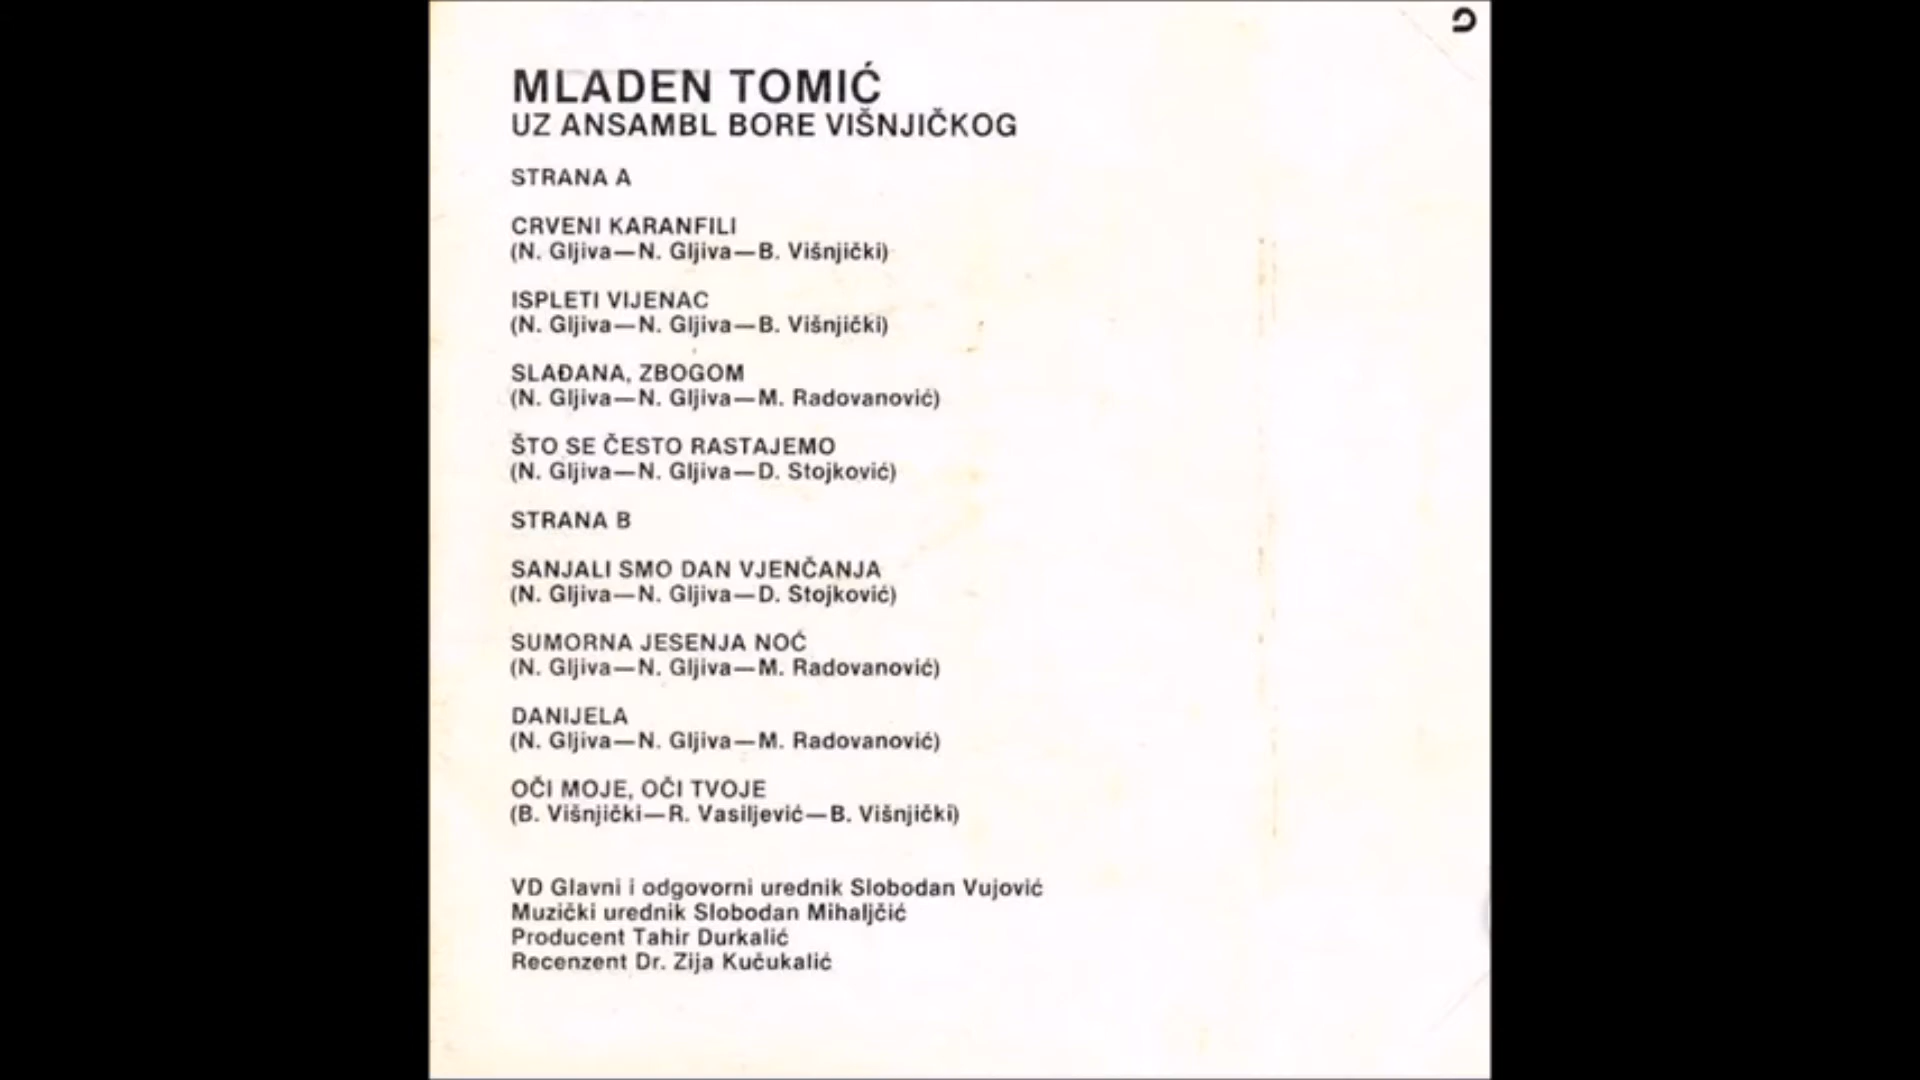 MLADEN TOMIĆ
UZ ANSAMBL BORE VIŠNJIČKOG
STRANA A
CRVENI KARANFILI
(N. Gljiva—N. Gljiva—B. Višnjički)
ISPLETI VIJENAC
(N. Gljiva—N. Gljiva—B. Višnjički)
SLAĐANA, ZBOGOM
(N. Gljiva—N. Gljiva—M. Radovanović)
ŠTO SE ČESTO RASTAJEMO
(N. Gljiva—N. Gljiva—D. Stojković)
STRANA B
SANJALI SMO DAN VJENČANJA
(N. Gljiva—N. Gljiva—D. Stojković)
SUMORNA JESENJA NOĆ
(N. Gljiva—N. Gljiva—M. Radovanović)
DANIJELA
(N. Gljiva—N. Gljiva—M. Radovanović)
OČI MOJE, OČI TVOJE
(B. Višnjički—R. Vasiljević—B. Višnjički)
VD Glavni i odgovorni urednik Slobodan Vujović
Muzički urednik Slobodan Mihaljčić
Producent Tahir Durkalić
Recenzent Dr. Zija Kučukalić